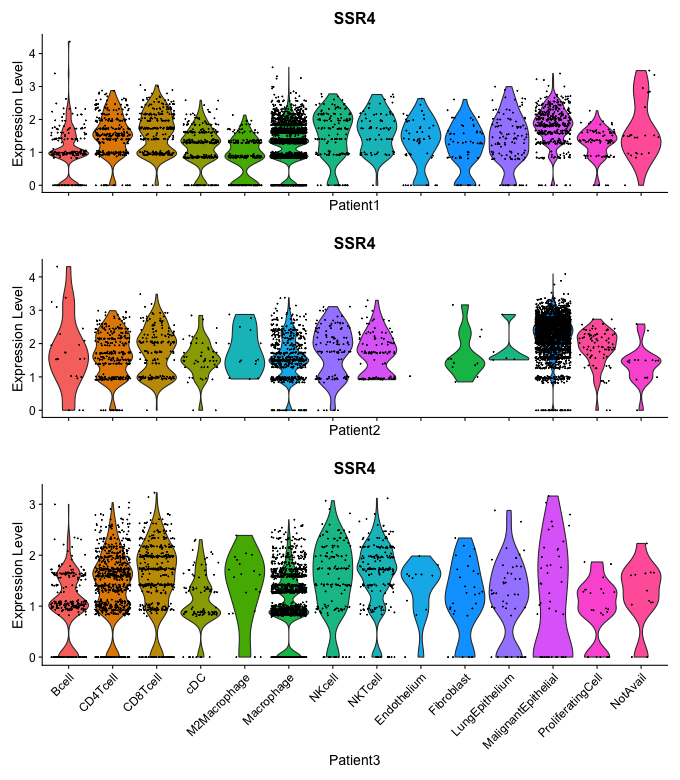 SSR4
Expression Level
4
3
2
1
0
Patient1
SSR4
Expression Level
4
3
2
1
0
Patient2
SSR4
Expression Level
3
2
1
0
Bcell
CD4Tcell
CD8Tcell
cDC
M2Macrophage
Macrophage
NKcell
NKTcell
Endothelium
Fibroblast
LungEpithelium
MalignantEpithelial
ProliferatingCell
NotAvail
Patient3